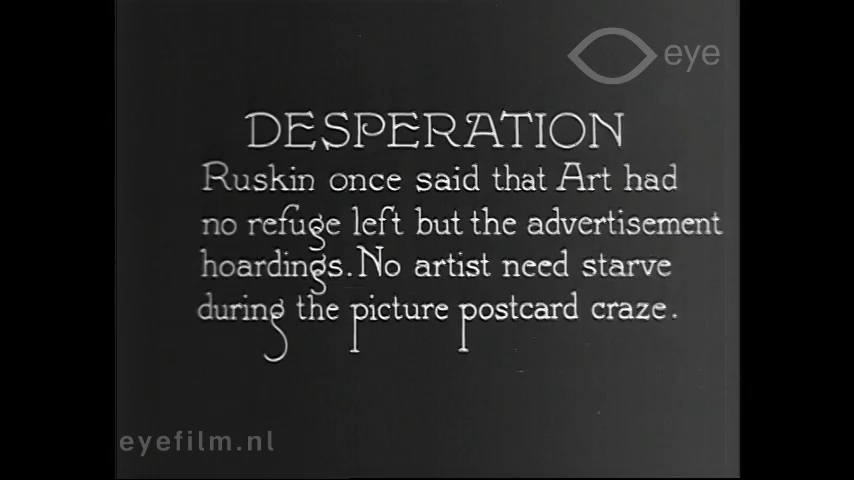 eye
DESPERATION
Ruskin once said that Art had
no refuge left but the advertisement
hoardings. No artist need starve
during the picture postcard craze.
eyefilm.nl